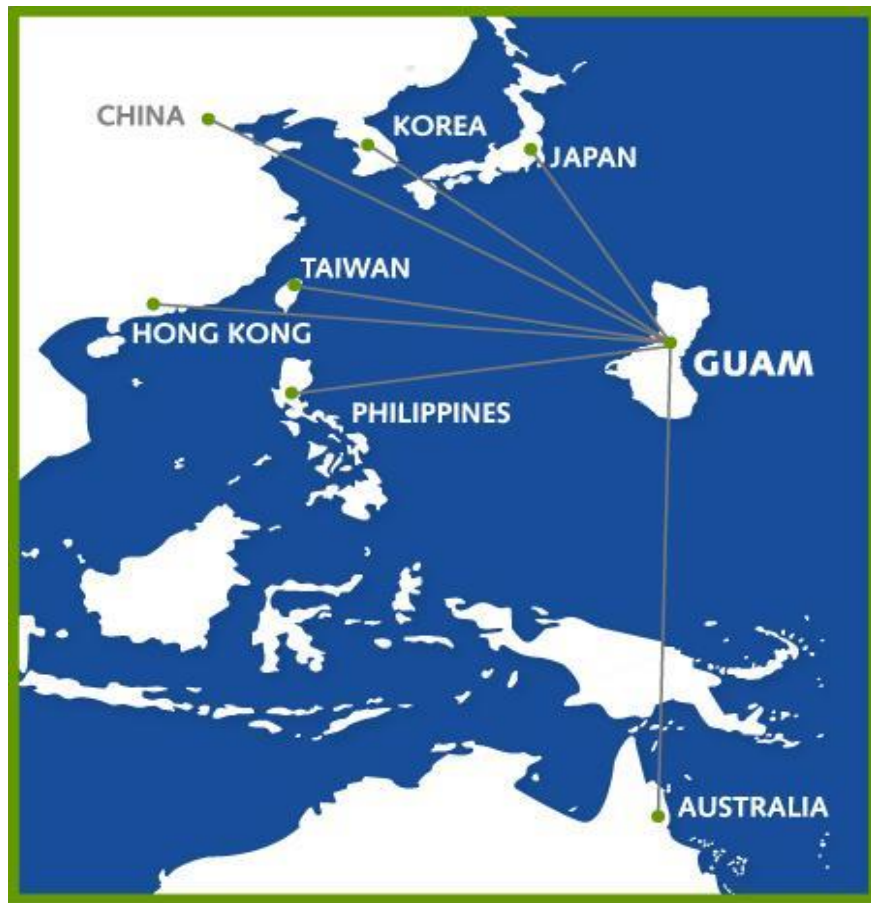 CHINA
KOREA
JAPAN
TAIWAN
HONG KONG
GUAM
PHILIPPINES
AUSTRALIA